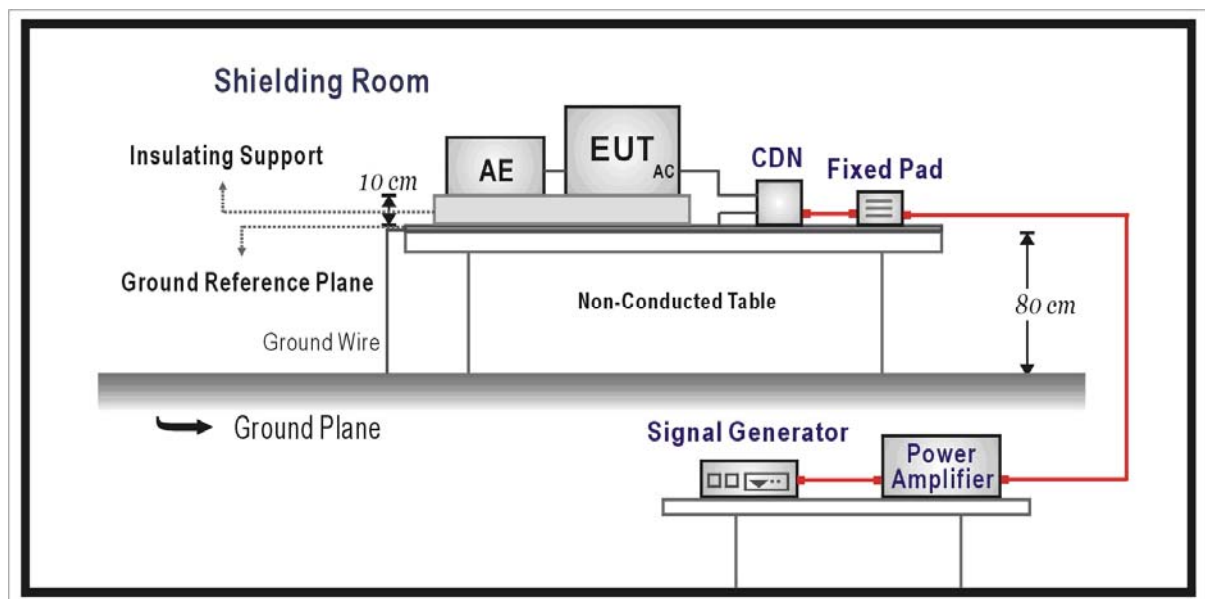 Shielding Room
Insulating Support
10 cm
AE
EUT
AC
CDN
Fixed Pad
Ground Reference Plane
Non-Conducted Table
80 cm
Ground Wire
Ground Plane
Signal Generator
Power
Amplifier